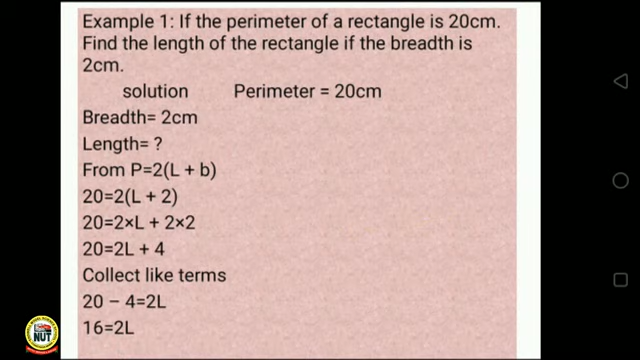 Example 1: If the perimeter of a rectangle is 20cm.
Find the length of the rectangle if the breadth is
2cm.
solution Perimeter = 20cm
Breadth= 2cm
Length= ?
From P=2(L + b)
20=2(L + 2)
20=2×L + 2×2
20=2L + 4
Collect like terms
20 – 4=2L
16=2L
NUT